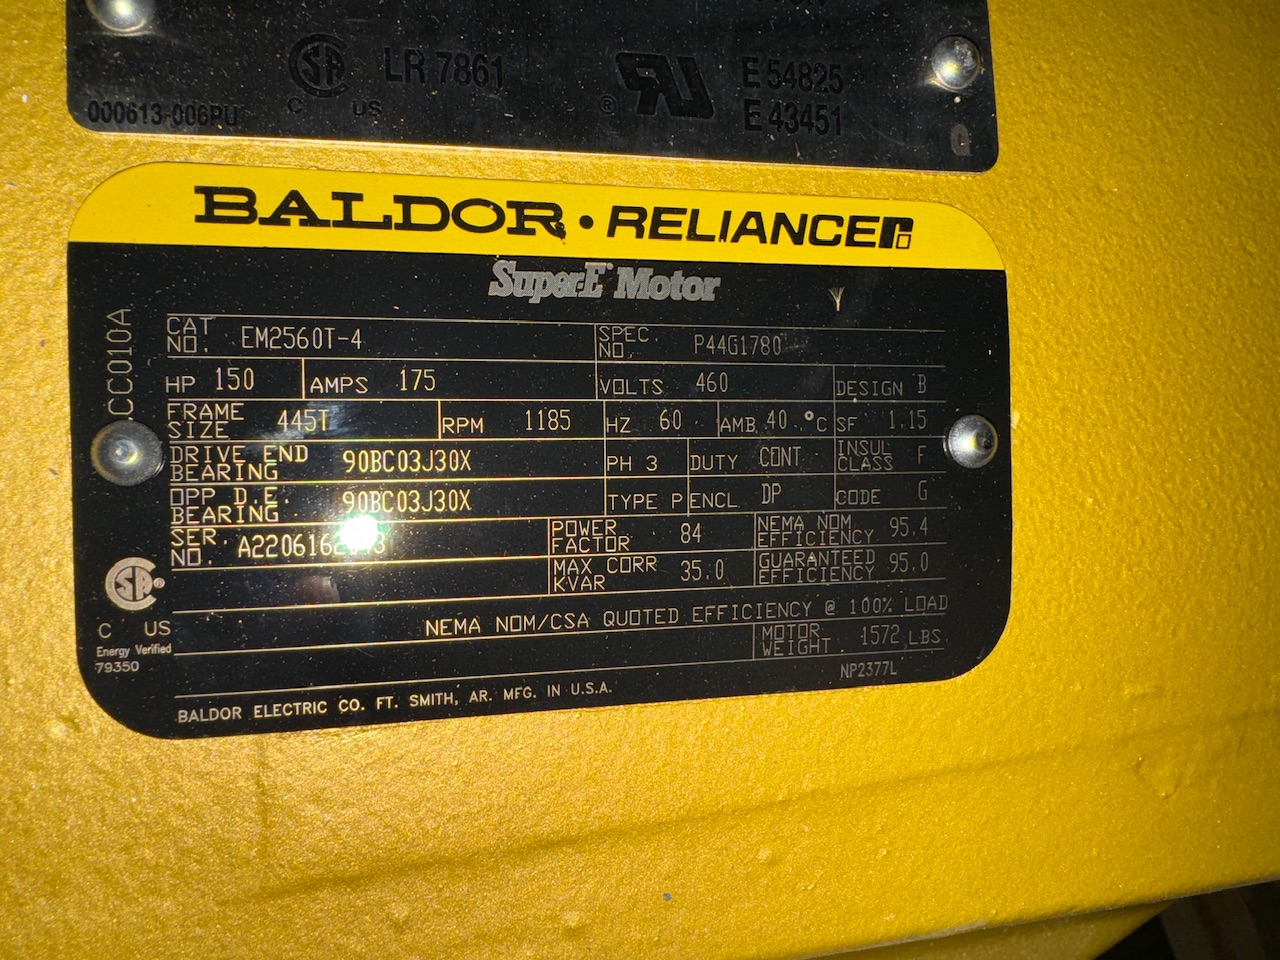 LR 7861
E 54825
E 43451
000613-006PU
C US
G
BALDOR • RELIANCE
Super-E Motor
CC010A
CAT. NO. EM2560T-4 SPEC NO. P44G1780
HP 150 AMPS 175 VOLTS 460 DESIGN B
FRAME SIZE 445T RPM 1185 HZ 60 AMB 40 °C SF 1.15
DRIVE END BEARING 90BC03J30X PH 3 DUTY CONT INSUL CLASS F
OPP D.E. BEARING 90BC03J30X TYPE P ENCL DP CODE G
SER. NO. POWER FACTOR 84 NEMA NOM EFFICIENCY 95.4
MAX CORR KVAR 35.0 GUARANTEED EFFICIENCY 95.0
NEMA NOM/CSA QUOTED EFFICIENCY @ 100% LOAD
MOTOR WEIGHT 1572 LBS
C US
Energy Verified
79350
NP2377L
BALDOR ELECTRIC CO. FT. SMITH, AR. MFG. IN U.S.A.